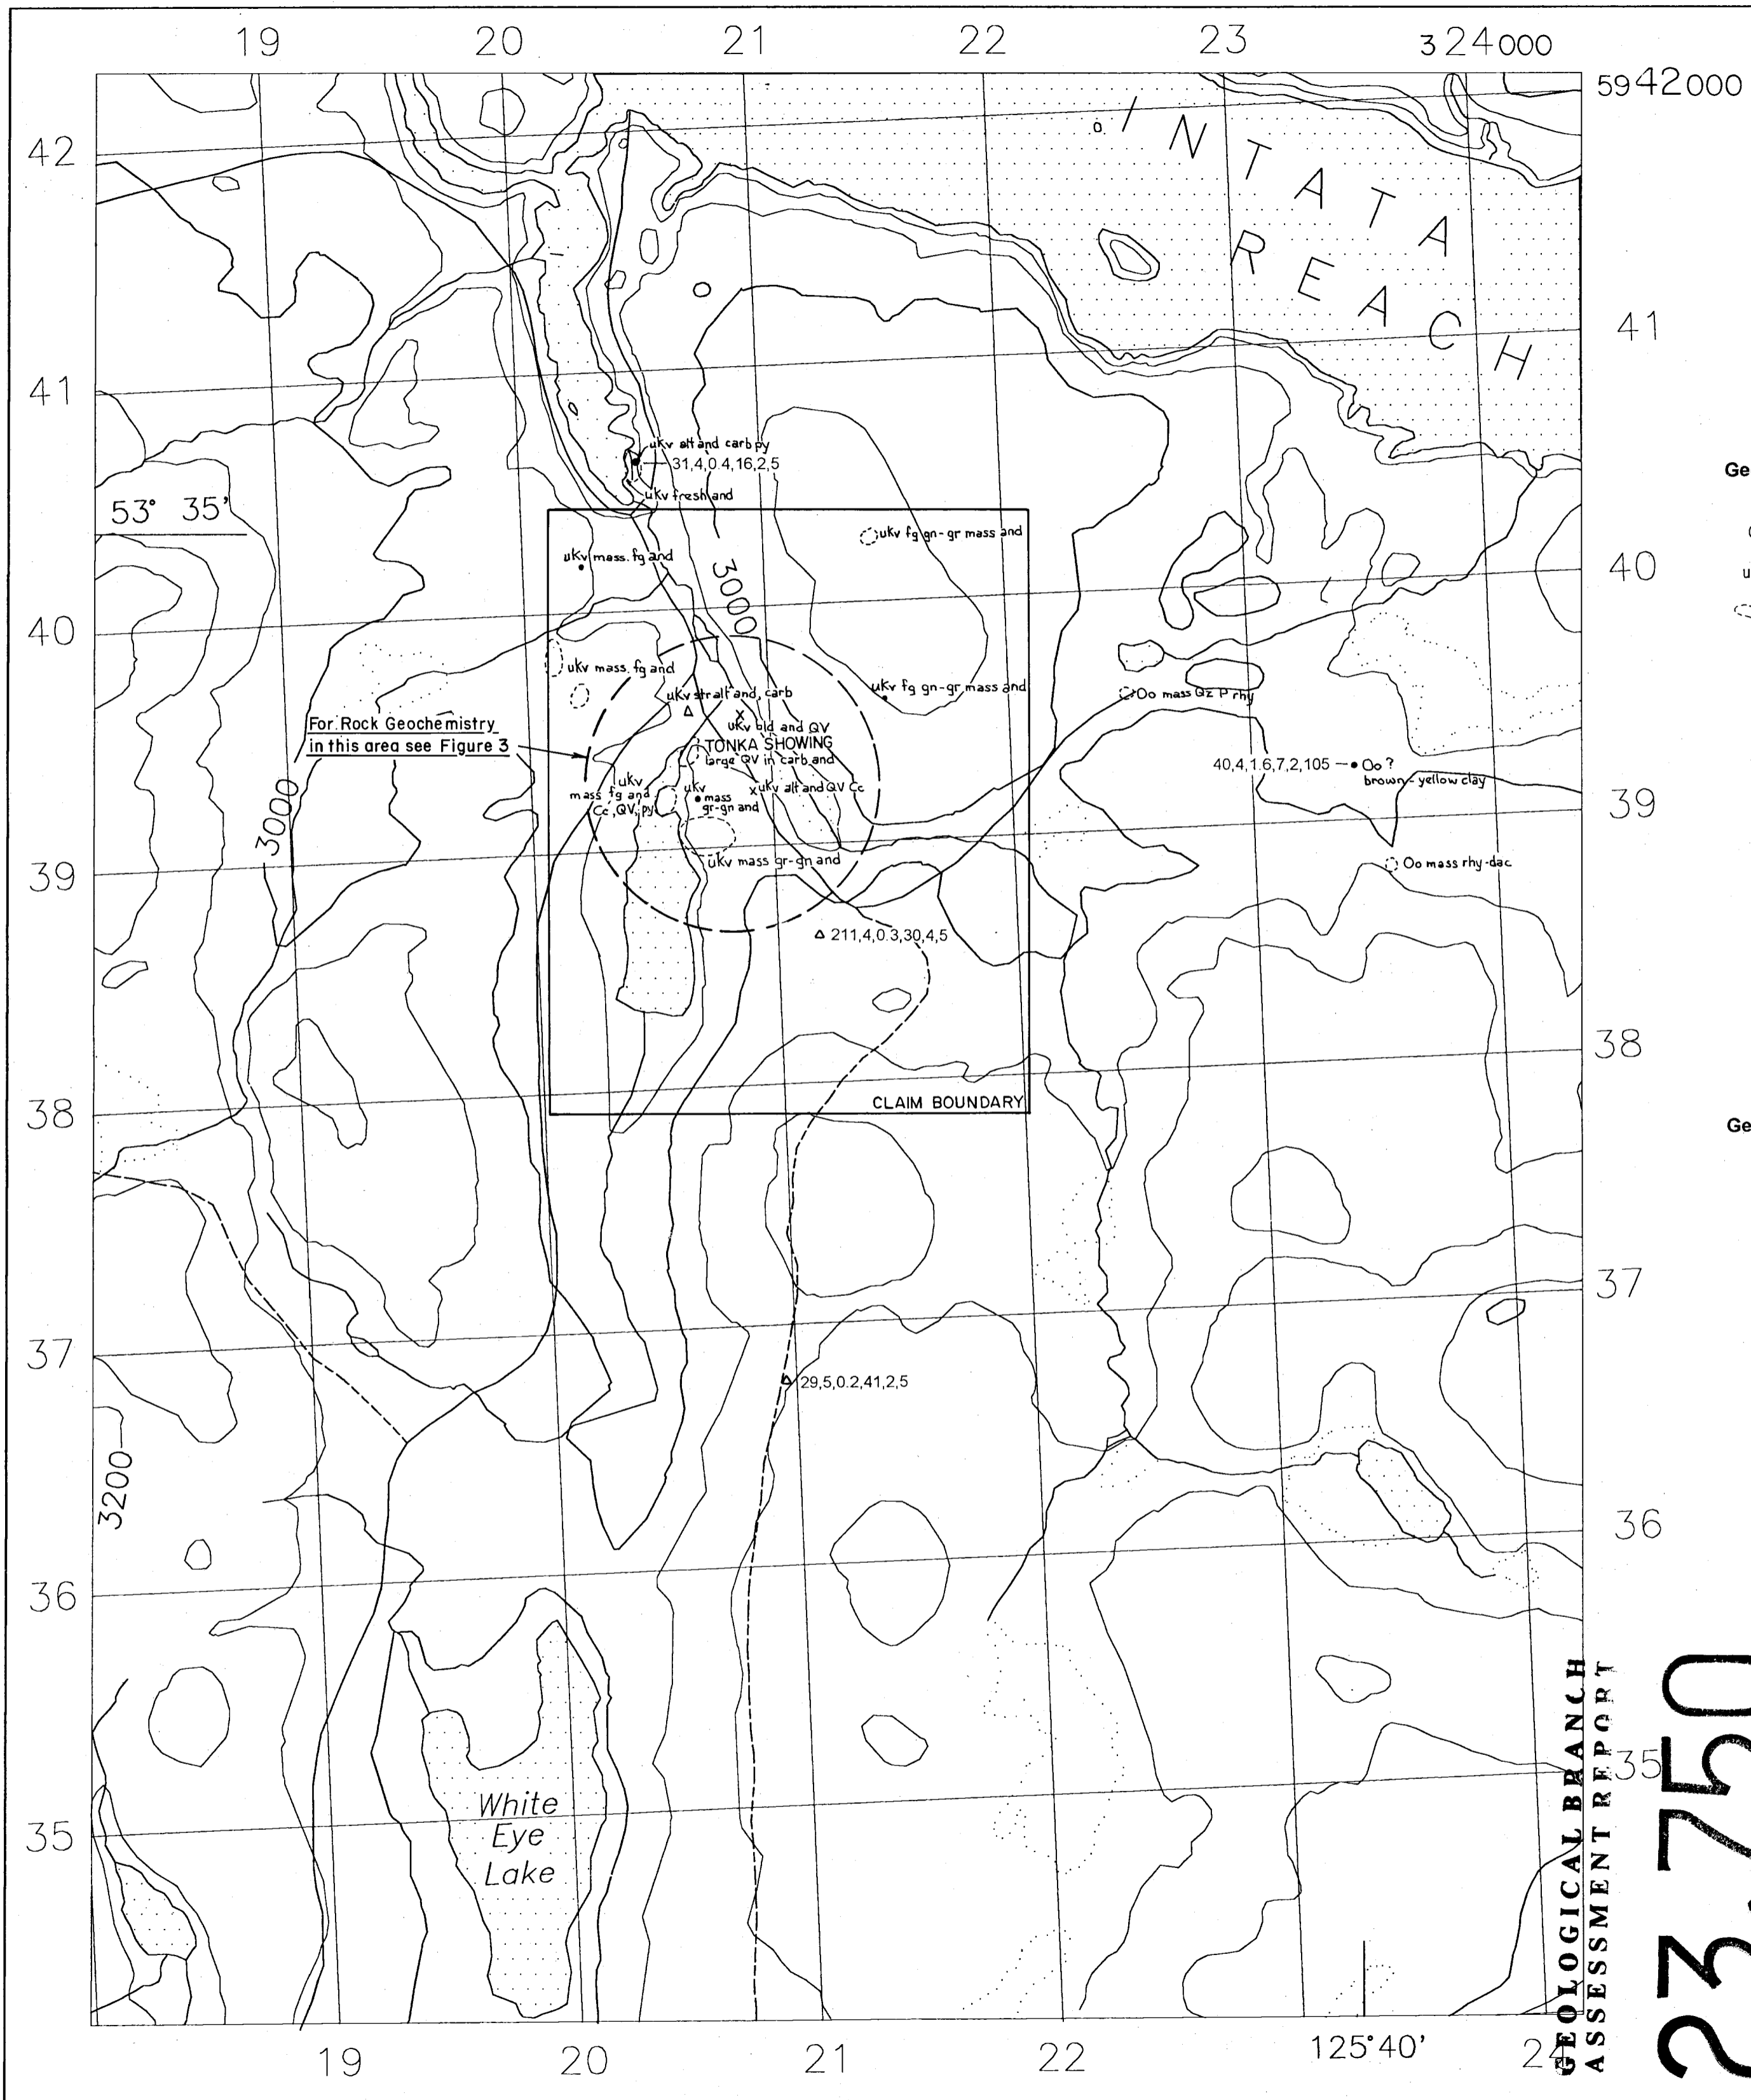 19 20 21 22 23 324000
5942000
42
INTATA
REACH
41
41
uKv alt and carb py
31,4,0.4,16,2,5
uKv fresh and
Ge
53° 35'
uKv fg gn-gr mass and
uKv mass. fg and
3000
40
u
40
uKv mass. fg and
uKv str alt and, carb
uKv fg gn-gr mass and
Oo mass Qz P rhy
For Rock Geochemistry
in this area see Figure 3
uKv bld and QV
TONKA SHOWING
large QV in carb and
40,4,1.6,7,2,105
Oo ?
brown-yellow clay
uKv
mass fg and
Cc, QV, py
uKv
mass
gr-gn and
uKv alt and QV Cc
3000
39
39
uKv mass gr-gn and
Oo mass rhy-dac
211,4,0.3,30,4,5
38
38
CLAIM BOUNDARY
Ge
37
37
29,5,0.2,41,2,5
3200
36
36
35
35
White
Eye
Lake
GEOLOGICAL BRANCH
ASSESSMENT REPORT
23,750
19 20 21 22 125°40' 24